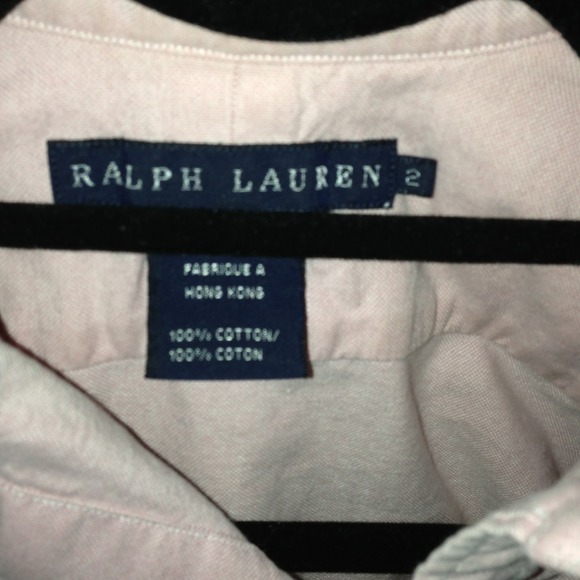 RALPH LAUREN
2
FABRIQUE A
HONG KONG
100% COTTON/
100% COTON